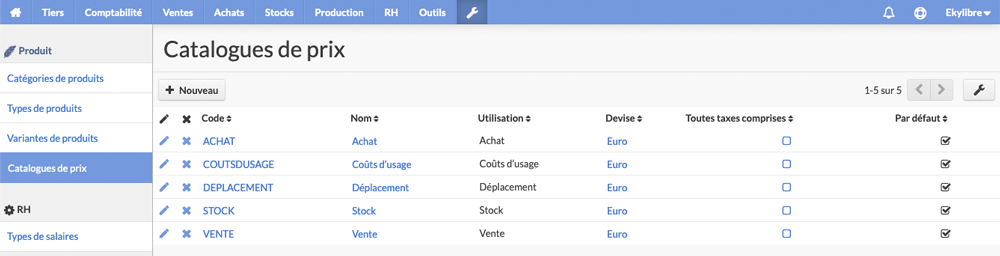 Tiers Comptabilité Ventes Achats Stocks Production RH Outils Ekylibre
Produit
Catégories de produits
Types de produits
Variantes de produits
Catalogues de prix
RH
Types de salaires
Catalogues de prix
Nouveau
1-5 sur 5
Code Nom Utilisation Devise Toutes taxes comprises Par défaut
ACHAT Achat Achat Euro
COUTSDUSAGE Coûts d'usage Coûts d'usage Euro
DEPLACEMENT Déplacement Déplacement Euro
STOCK Stock Stock Euro
VENTE Vente Vente Euro